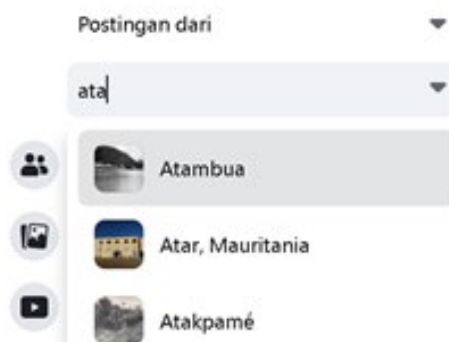 Postingan dari
ata
Atambua
Atar, Mauritania
Atakpamé